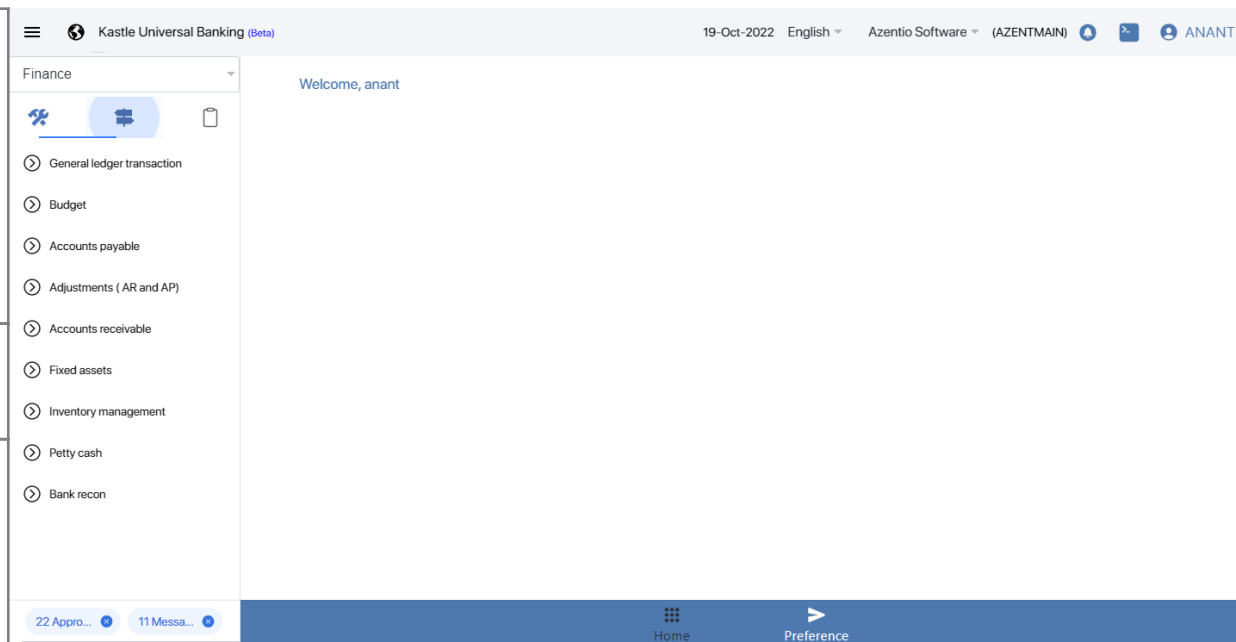 Kastle Universal Banking (Beta) 19-Oct-2022 English Azentio Software (AZENTMAIN) ANANT
Finance
Welcome, anant
General ledger transaction
Budget
Accounts payable
Adjustments ( AR and AP)
Accounts receivable
Fixed assets
Inventory management
Petty cash
Bank recon
22 Appro... 11 Messa...
Home Preference